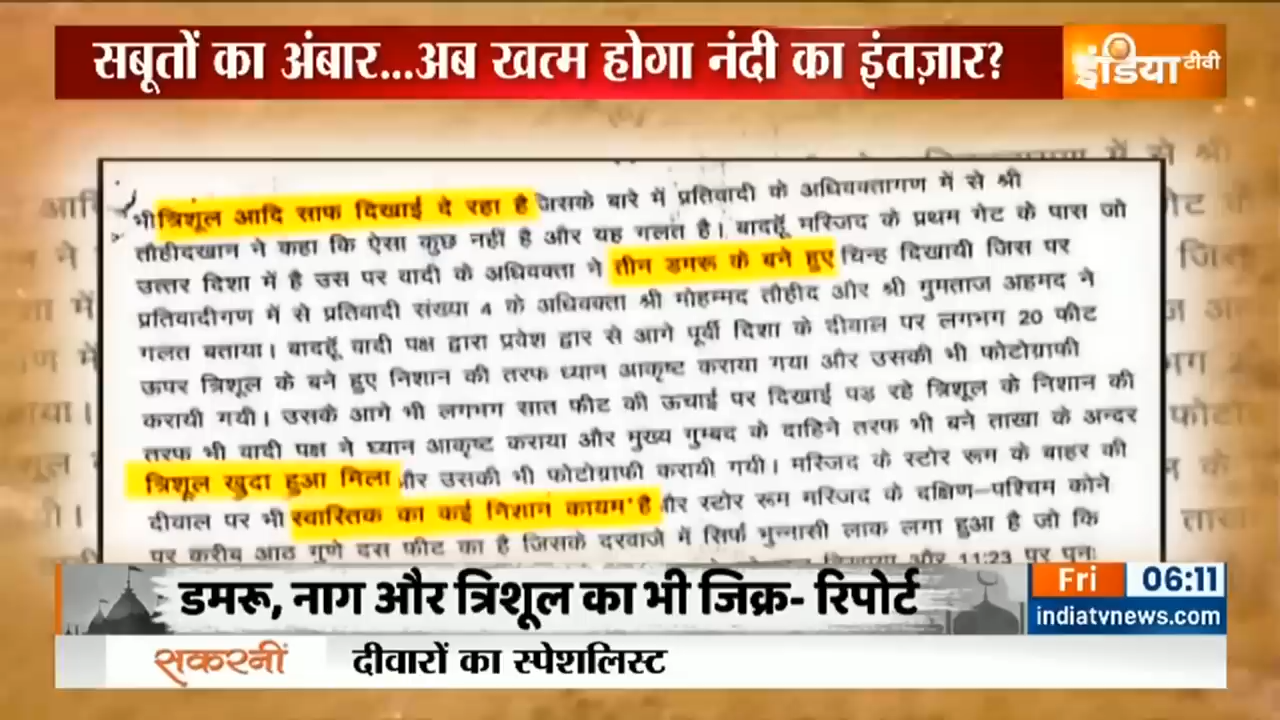 सबूतों का अंबार...अब खत्म होगा नंदी का इंतज़ार?
इंडिया टीवी
भी त्रिशूल आदि साफ दिखाई दे रहा है जिसके बारे में प्रतिवादी के अधिवक्तागण में से श्री
तौहीदखान ने कहा कि ऐसा कुछ नहीं है और यह गलत है। बादहूँ मस्जिद के प्रथम गेट के पास जो
उत्तर दिशा में है उस पर वादी के अधिवक्ता ने तीन डमरू के बने हुए चिन्ह दिखायी जिस पर
प्रतिवादीगण में से प्रतिवादी संख्या 4 के अधिवक्ता श्री मोहम्मद तौहीद और श्री मुमताज अहमद ने
गलत बताया। बादहूँ वादी पक्ष द्वारा प्रवेश द्वार से आगे पूर्वी दिशा के दीवाल पर लगभग 20 फीट
ऊपर त्रिशूल के बने हुए निशान की तरफ ध्यान आकृष्ट कराया गया और उसकी भी फोटोग्राफी
करायी गयी। उसके आगे भी लगभग सात फीट की ऊचाई पर दिखाई पड़ रहे त्रिशूल के निशान की
तरफ भी वादी पक्ष ने ध्यान आकृष्ट कराया और मुख्य गुम्बद के दाहिने तरफ भी बने ताखा के अन्दर
त्रिशूल खुदा हुआ मिला और उसकी भी फोटोग्राफी करायी गयी। मस्जिद के स्टोर रूम के बाहर की
दीवाल पर भी स्वास्तिक का कई निशान कायम है और स्टोर रूम मस्जिद के दक्षिण-पश्चिम कोने
पर करीब आठ गुणे दस फीट का है जिसके दरवाजे में सिर्फ भुन्नासी लाक लगा हुआ है जो कि
और 11:23 पर पुनः
डमरू, नाग और त्रिशूल का भी जिक्र- रिपोर्ट
Fri 06:11
indiatvnews.com
सकरनी दीवारों का स्पेशलिस्ट